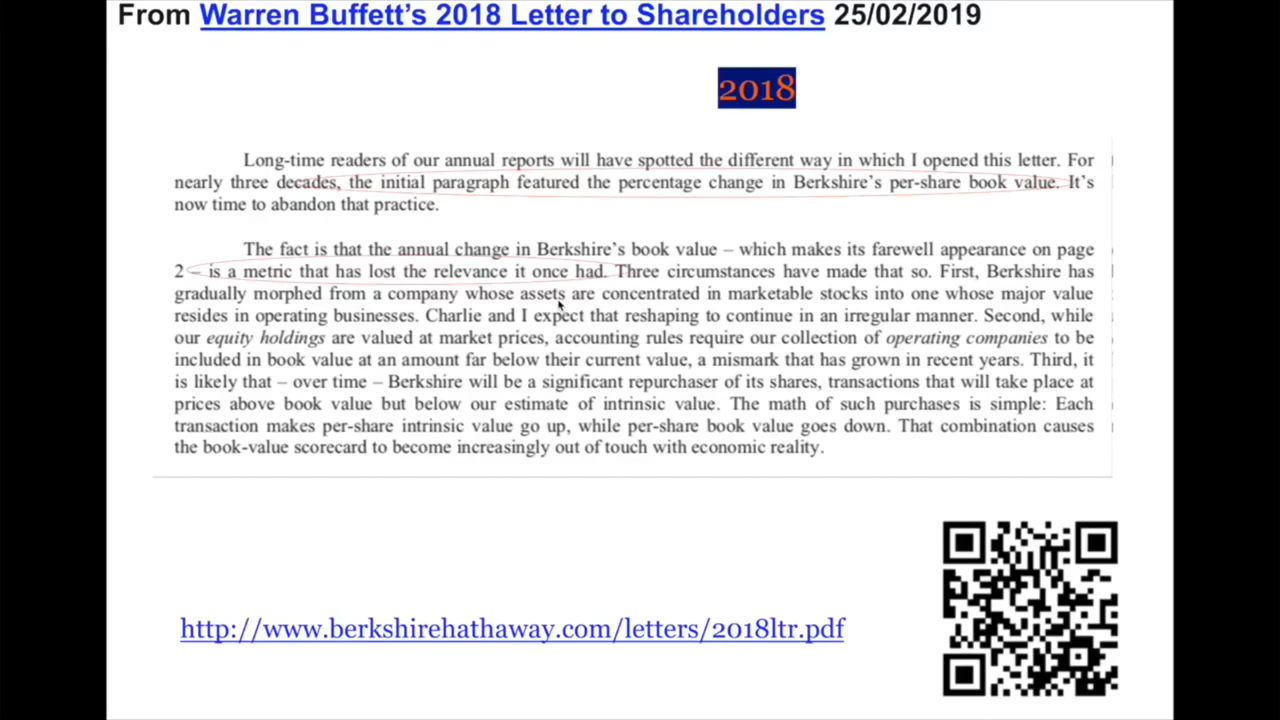 From Warren Buffett’s 2018 Letter to Shareholders 25/02/2019
2018
Long-time readers of our annual reports will have spotted the different way in which I opened this letter. For
nearly three decades, the initial paragraph featured the percentage change in Berkshire’s per-share book value. It’s
now time to abandon that practice.
The fact is that the annual change in Berkshire’s book value – which makes its farewell appearance on page
2 – is a metric that has lost the relevance it once had. Three circumstances have made that so. First, Berkshire has
gradually morphed from a company whose assets are concentrated in marketable stocks into one whose major value
resides in operating businesses. Charlie and I expect that reshaping to continue in an irregular manner. Second, while
our equity holdings are valued at market prices, accounting rules require our collection of operating companies to be
included in book value at an amount far below their current value, a mismark that has grown in recent years. Third, it
is likely that – over time – Berkshire will be a significant repurchaser of its shares, transactions that will take place at
prices above book value but below our estimate of intrinsic value. The math of such purchases is simple: Each
transaction makes per-share intrinsic value go up, while per-share book value goes down. That combination causes
the book-value scorecard to become increasingly out of touch with economic reality.
http://www.berkshirehathaway.com/letters/2018ltr.pdf